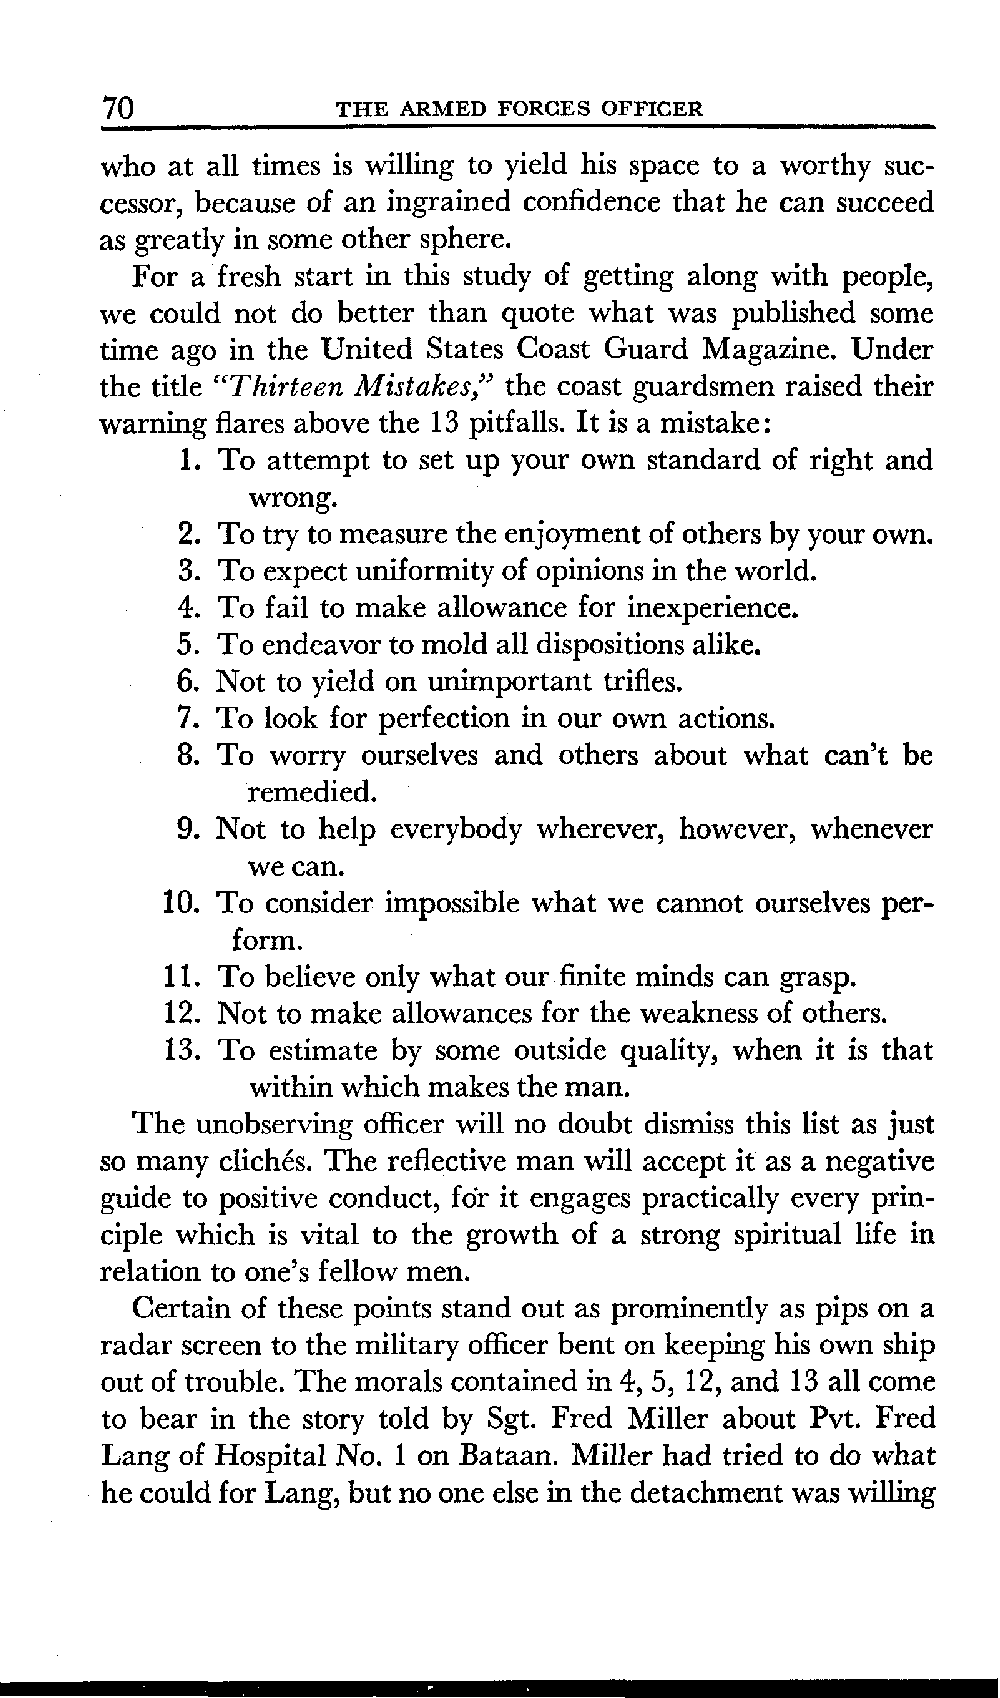 70 THE ARMED FORCES OFFICER
who at all times is willing to yield his space to a worthy suc-
cessor, because of an ingrained confidence that he can succeed
as greatly in some other sphere.
For a fresh start in this study of getting along with people,
we could not do better than quote what was published some
time ago in the United States Coast Guard Magazine. Under
the title "Thirteen Mistakes," the coast guardsmen raised their
warning flares above the 13 pitfalls. It is a mistake:
1. To attempt to set up your own standard of right and
wrong.
2. To try to measure the enjoyment of others by your own.
3. To expect uniformity of opinions in the world.
4. To fail to make allowance for inexperience.
5. To endeavor to mold all dispositions alike.
6. Not to yield on unimportant trifles.
7. To look for perfection in our own actions.
8. To worry ourselves and others about what can't be
remedied.
9. Not to help everybody wherever, however, whenever
we can.
10. To consider impossible what we cannot ourselves per-
form.
11. To believe only what our finite minds can grasp.
12. Not to make allowances for the weakness of others.
13. To estimate by some outside quality, when it is that
within which makes the man.
The unobserving officer will no doubt dismiss this list as just
so many clichés. The reflective man will accept it as a negative
guide to positive conduct, for it engages practically every prin-
ciple which is vital to the growth of a strong spiritual life in
relation to one's fellow men.
Certain of these points stand out as prominently as pips on a
radar screen to the military officer bent on keeping his own ship
out of trouble. The morals contained in 4, 5, 12, and 13 all come
to bear in the story told by Sgt. Fred Miller about Pvt. Fred
Lang of Hospital No. 1 on Bataan. Miller had tried to do what
he could for Lang, but no one else in the detachment was willing